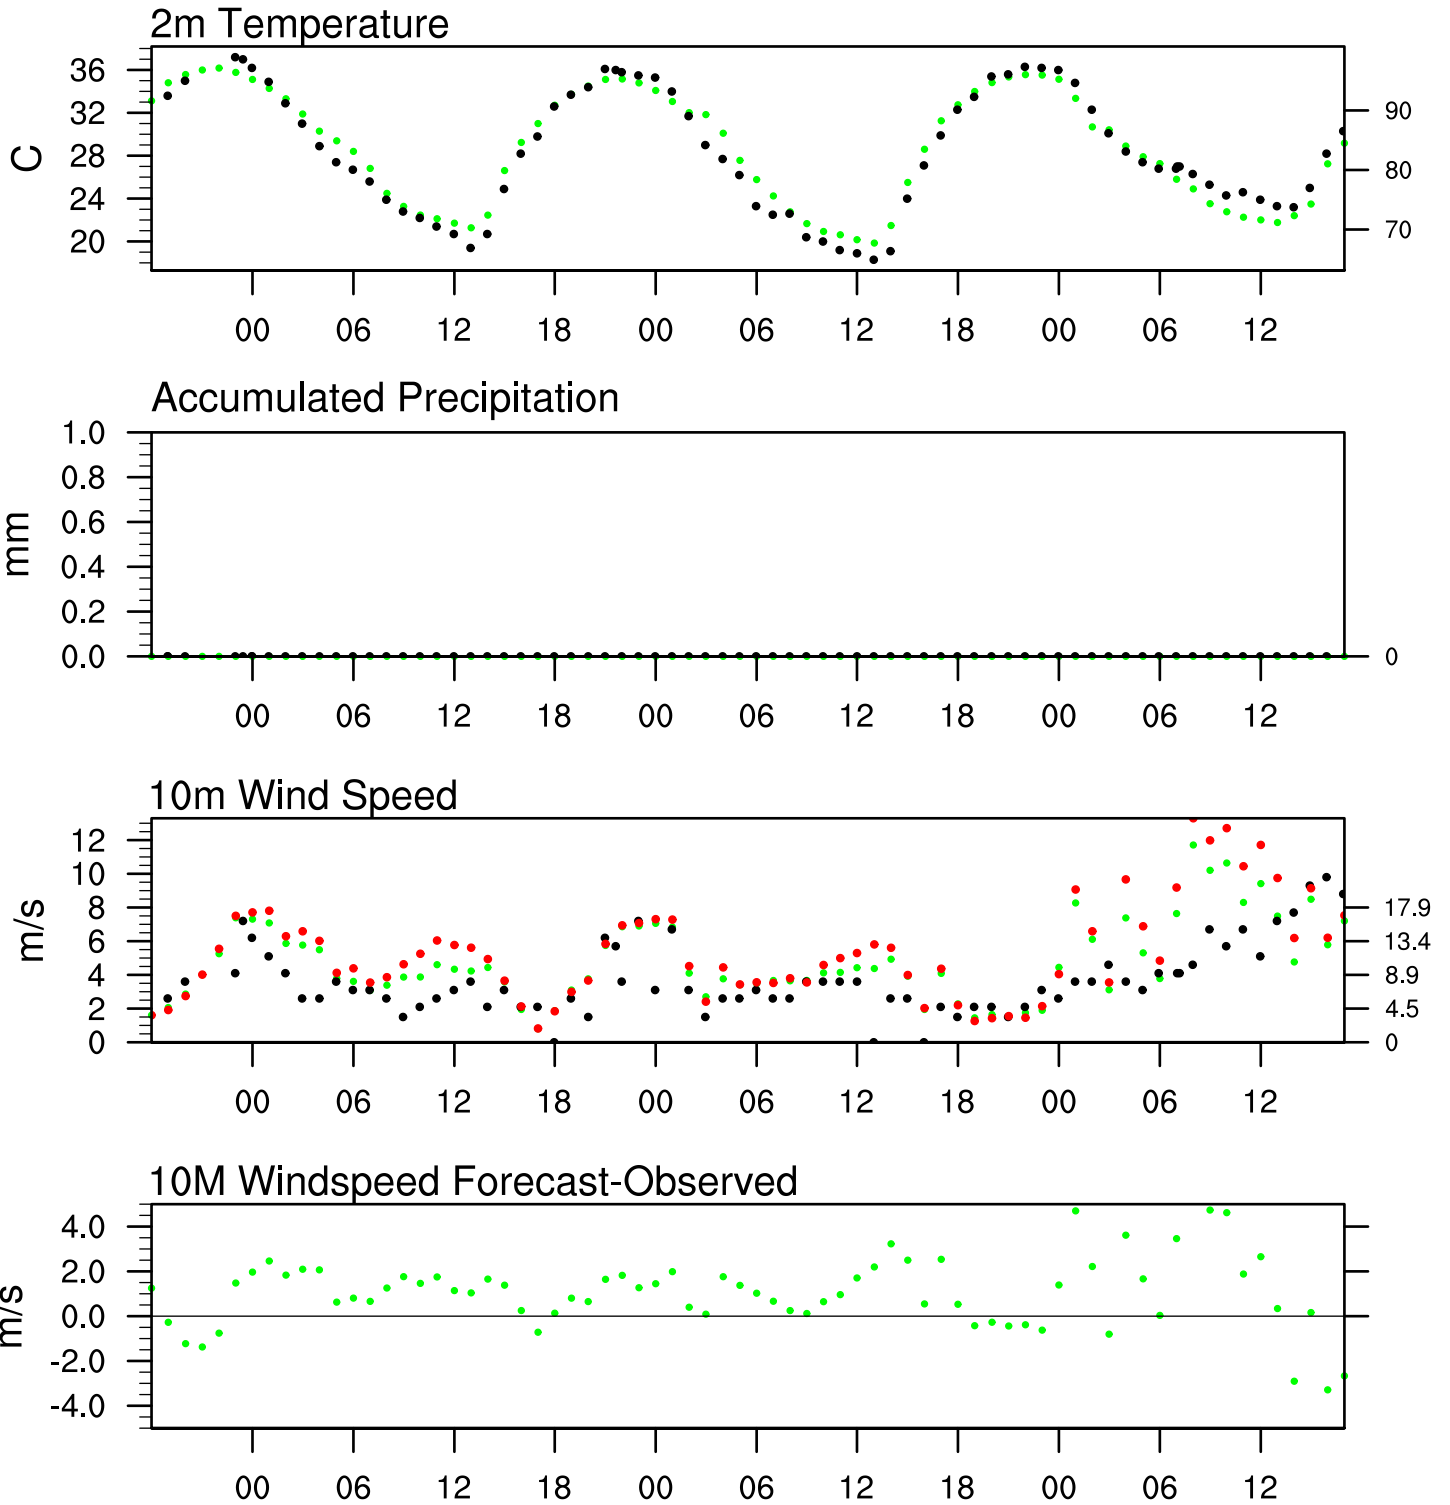 2m Temperature
C
36
32
28
24
20
90
80
70
00 06 12 18 00 06 12 18 00 06 12
Accumulated Precipitation
mm
1.0
0.8
0.6
0.4
0.2
0.0
0
00 06 12 18 00 06 12 18 00 06 12
10m Wind Speed
m/s
12
10
8
6
4
2
0
17.9
13.4
8.9
4.5
0
00 06 12 18 00 06 12 18 00 06 12
10M Windspeed Forecast-Observed
m/s
4.0
2.0
0.0
-2.0
-4.0
00 06 12 18 00 06 12 18 00 06 12